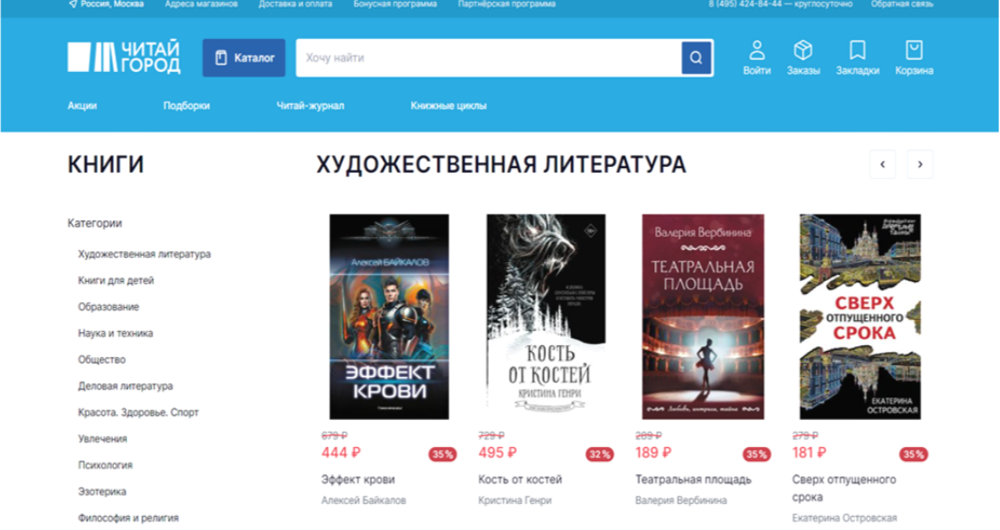 Россия, Москва Адреса магазинов Доставка и оплата Бонусная программа Партнёрская программа 8 (495) 424-84-44 — круглосуточно Обратная связь
ЧИТАЙ
ГОРОД
Каталог
Хочу найти
Войти Заказы Закладки Корзина
Акции Подборки Читай-журнал Книжные циклы
КНИГИ
Категории
Художественная литература
Книги для детей
Образование
Наука и техника
Общество
Деловая литература
Красота. Здоровье. Спорт
Увлечения
Психология
Эзотерика
Философия и религия
ХУДОЖЕСТВЕННАЯ ЛИТЕРАТУРА
Алексей БАЙКАЛОВ
ЭФФЕКТ
КРОВИ
679 ₽
444 ₽ 35%
Эффект крови
Алексей Байкалов
КОСТЬ
ОТ КОСТЕЙ
КРИСТИНА ГЕНРИ
729 ₽
495 ₽ 32%
Кость от костей
Кристина Генри
Валерия Вербинина
ТЕАТРАЛЬНАЯ
ПЛОЩАДЬ
Любовь, интрига, тайна
289 ₽
189 ₽ 35%
Театральная площадь
Валерия Вербинина
СВЕРХ
ОТПУЩЕННОГО
СРОКА
ЕКАТЕРИНА
ОСТРОВСКАЯ
279 ₽
181 ₽ 35%
Сверх отпущенного
срока
Екатерина Островская